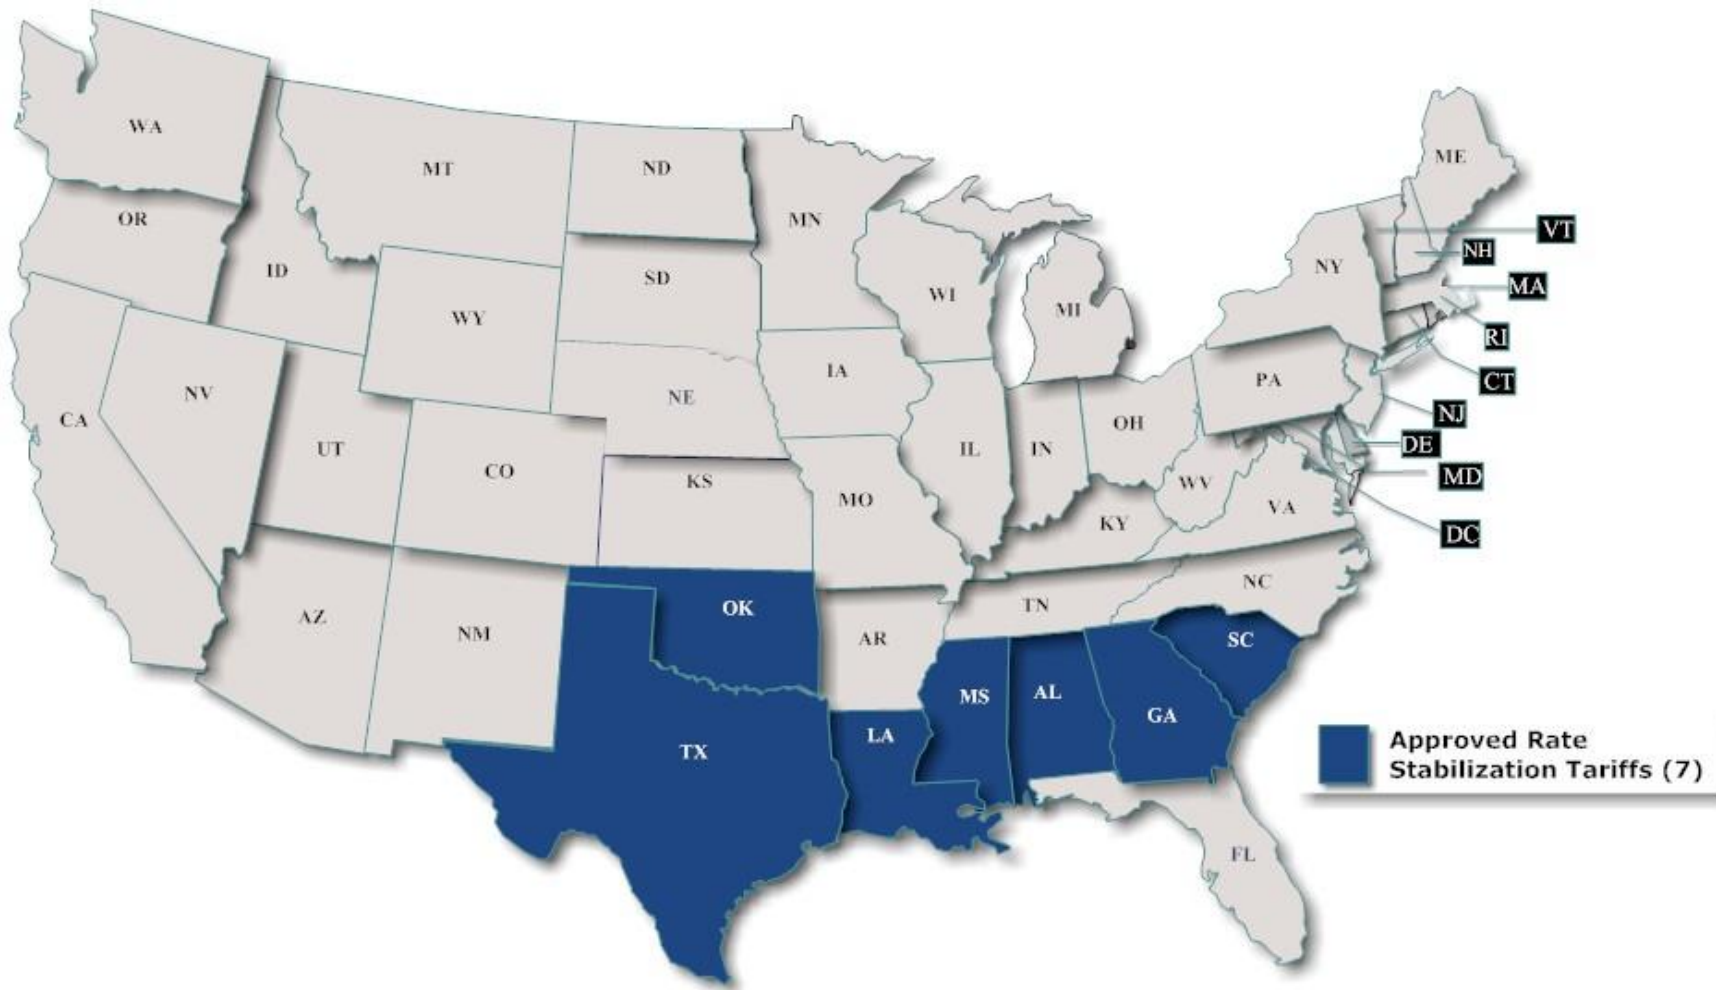 WA
MT
ND
MN
ME
OR
ID
SD
WI
MI
NY
VT
NH
MA
WY
RI
IA
PA
CT
NV
NE
NJ
CA
UT
CO
KS
MO
IL
IN
OH
WV
VA
DE
MD
DC
KY
AZ
NM
OK
AR
TN
NC
SC
TX
LA
MS
AL
GA
FL
Approved Rate
Stabilization Tariffs (7)